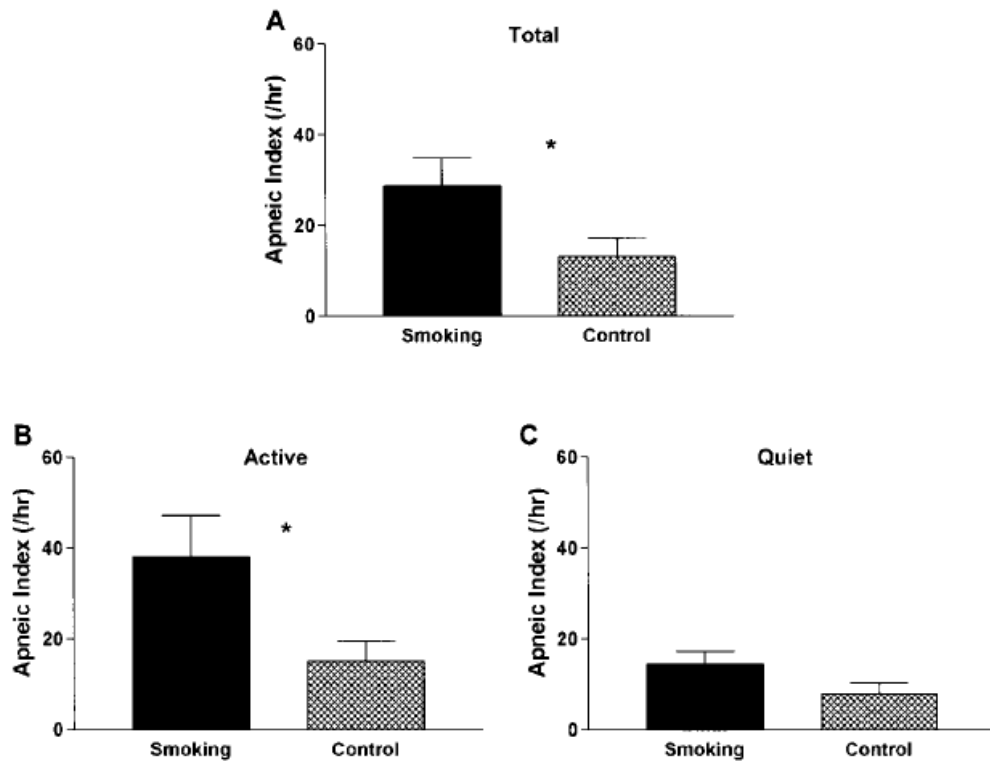 A
Total
Apneic Index (/hr)
60
40
20
0
*
Smoking Control
B
Active
Apneic Index (/hr)
60
40
20
0
*
Smoking Control
C
Quiet
Apneic Index (/hr)
60
40
20
0
Smoking Control